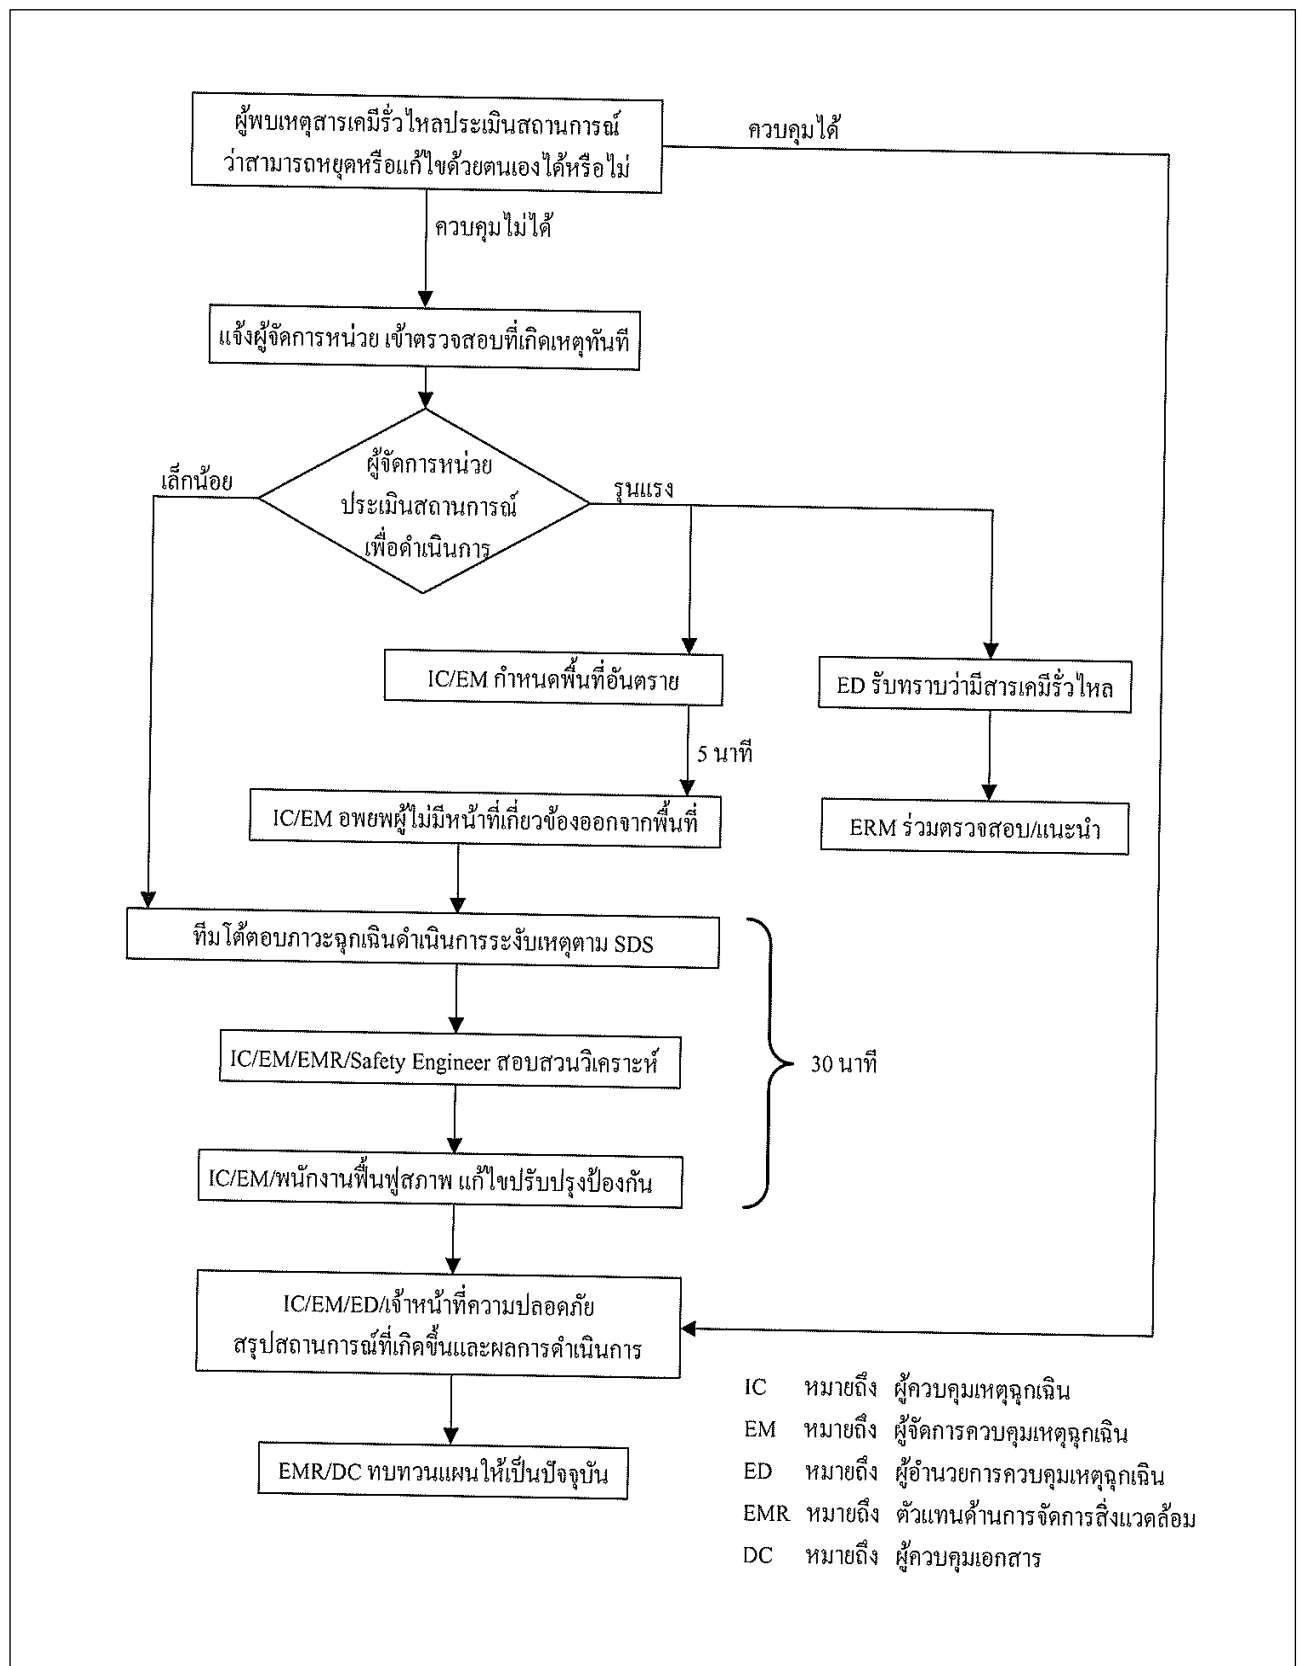 ผู้พบเหตุสารเคมีรั่วไหลประเมินสถานการณ์
ว่าสามารถหยุดหรือแก้ไขด้วยตนเองได้หรือไม่
ควบคุมได้
ควบคุมไม่ได้
แจ้งผู้จัดการหน่วย เข้าตรวจสอบที่เกิดเหตุทันที
ผู้จัดการหน่วย
ประเมินสถานการณ์
เพื่อดำเนินการ
เล็กน้อย
รุนแรง
IC/EM กำหนดพื้นที่อันตราย
ED รับทราบว่ามีสารเคมีรั่วไหล
5 นาที
IC/EM อพยพผู้ไม่มีหน้าที่เกี่ยวข้องออกจากพื้นที่
ERM ร่วมตรวจสอบ/แนะนำ
ทีมโต้ตอบภาวะฉุกเฉินดำเนินการระงับเหตุตาม SDS
IC/EM/EMR/Safety Engineer สอบสวนวิเคราะห์
30 นาที
IC/EM/พนักงานฟื้นฟูสภาพ แก้ไขปรับปรุงป้องกัน
IC/EM/ED/เจ้าหน้าที่ความปลอดภัย
สรุปสถานการณ์ที่เกิดขึ้นและผลการดำเนินการ
EMR/DC ทบทวนแผนให้เป็นปัจจุบัน
IC หมายถึง ผู้ควบคุมเหตุฉุกเฉิน
EM หมายถึง ผู้จัดการควบคุมเหตุฉุกเฉิน
ED หมายถึง ผู้อำนวยการควบคุมเหตุฉุกเฉิน
EMR หมายถึง ตัวแทนด้านการจัดการสิ่งแวดล้อม
DC หมายถึง ผู้ควบคุมเอกสาร